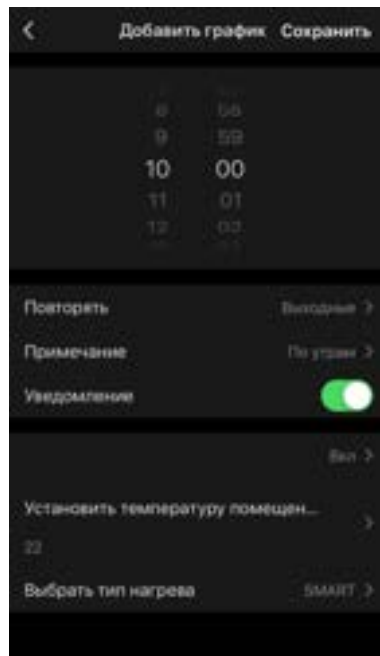 Добавить график Сохранить
8
9 59
10 00
11 01
12 02
Повторять Выходные
Примечание По утрам
Уведомление
Вкл
Установить температуру помещен...
22
Выбрать тип нагрева SMART